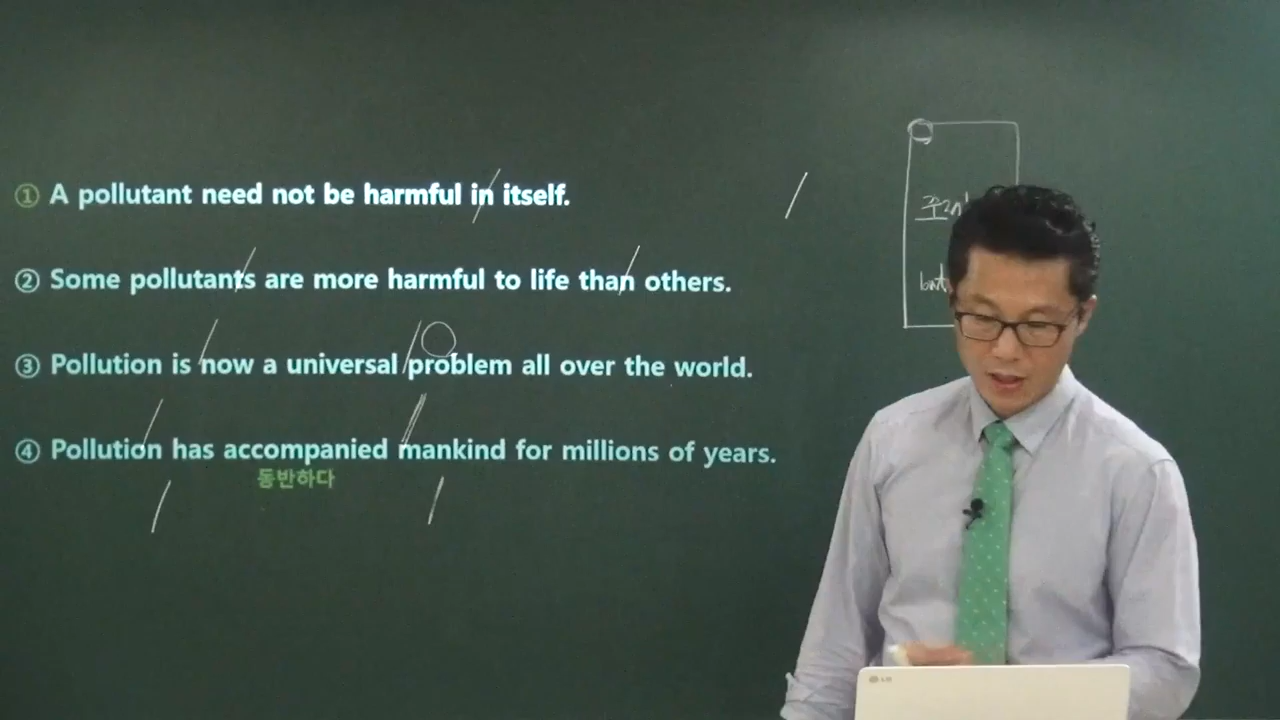 ① A pollutant need not be harmful in itself.
② Some pollutants are more harmful to life than others.
③ Pollution is now a universal problem all over the world.
④ Pollution has accompanied mankind for millions of years.
동반하다
LG